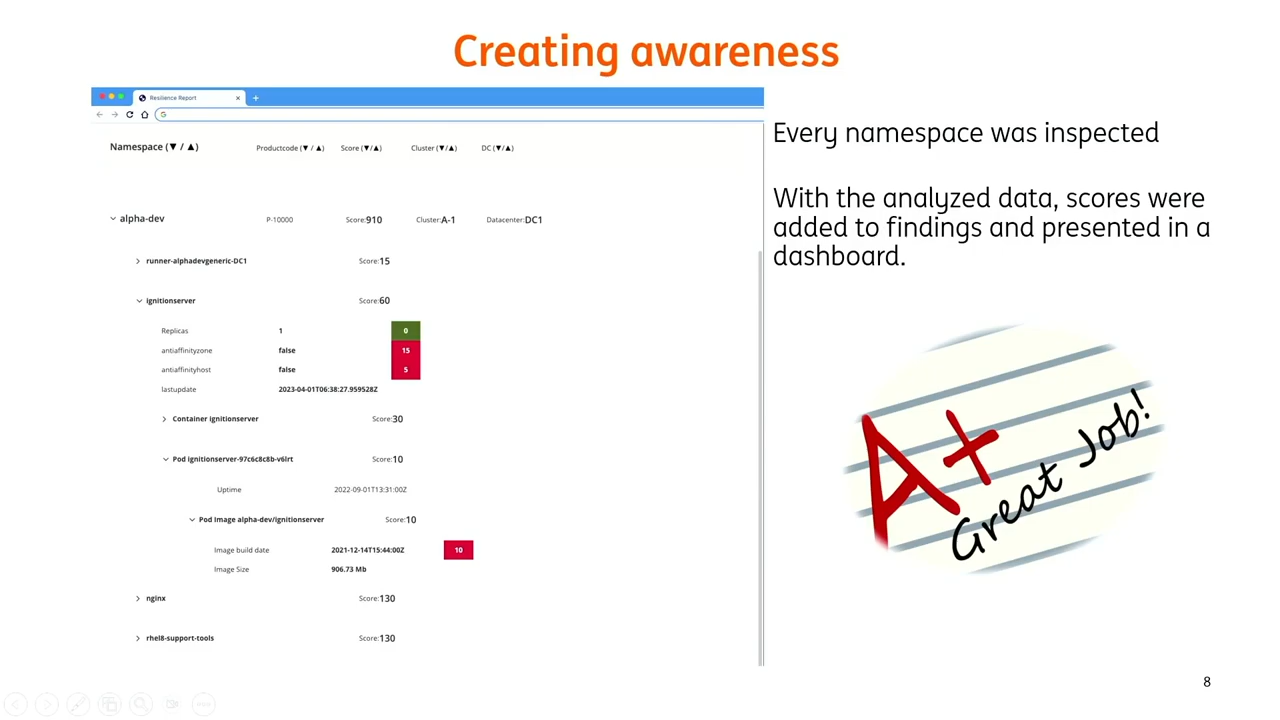 Creating awareness
Resilience Report
Namespace (▼ / ▲) Productcode (▼ / ▲) Score (▼/▲) Cluster (▼/▲) DC (▼/▲)
alpha-dev P-10000 Score:910 Cluster:A-1 Datacenter:DC1
runner-alphadevgeneric-DC1 Score:15
ignitionserver Score:60
Replicas 1 0
antiaffinityzone false 15
antiaffinityhost false 5
lastupdate 2023-04-01T06:38:27.959528Z
Container ignitionserver Score:30
Pod ignitionserver-97c6c8c8b-v6lrt Score:10
Uptime 2022-09-01T13:31:00Z
Pod Image alpha-dev/ignitionserver Score:10
Image build date 2021-12-14T15:44:00Z 10
Image Size 906.73 Mb
nginx Score:130
rhel8-support-tools Score:130
Every namespace was inspected
With the analyzed data, scores were
added to findings and presented in a
dashboard.
A+
Great Job!
8